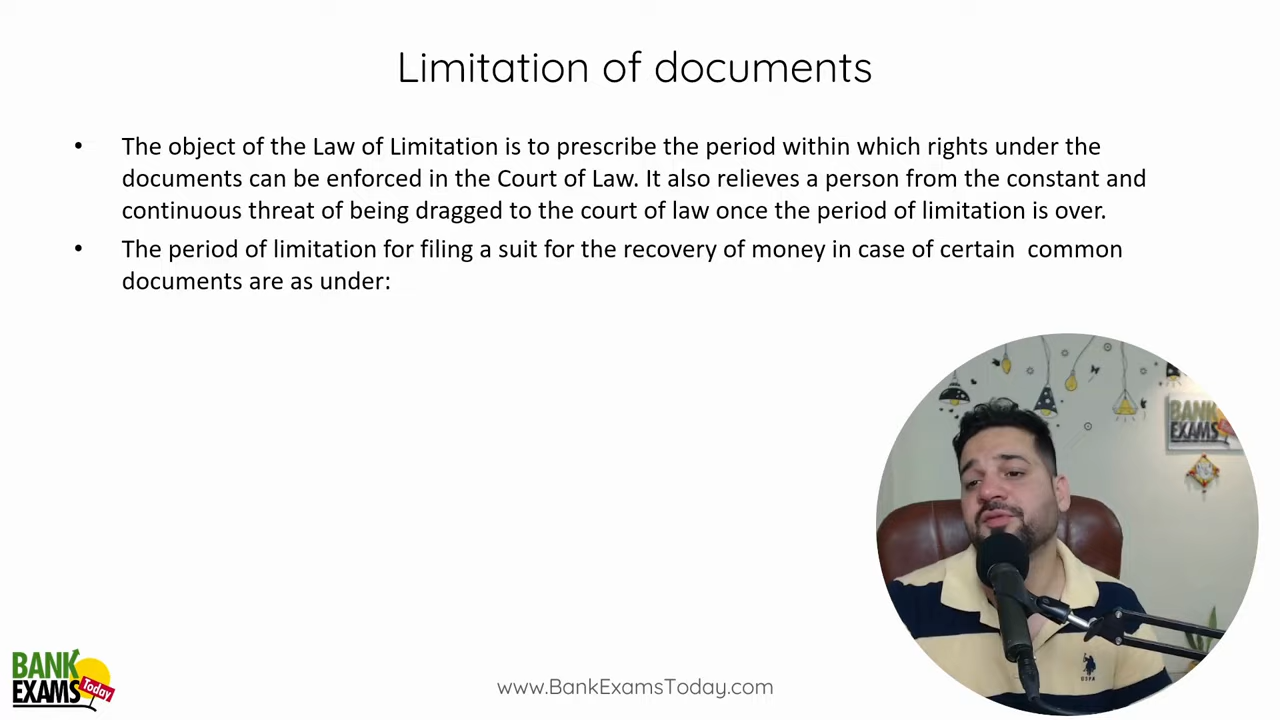 Limitation of documents
• The object of the Law of Limitation is to prescribe the period within which rights under the
documents can be enforced in the Court of Law. It also relieves a person from the constant and
continuous threat of being dragged to the court of law once the period of limitation is over.
• The period of limitation for filing a suit for the recovery of money in case of certain common
documents are as under:
BANK
EXAMS
BANK
EXAMS
Today
www.BankExamsToday.com